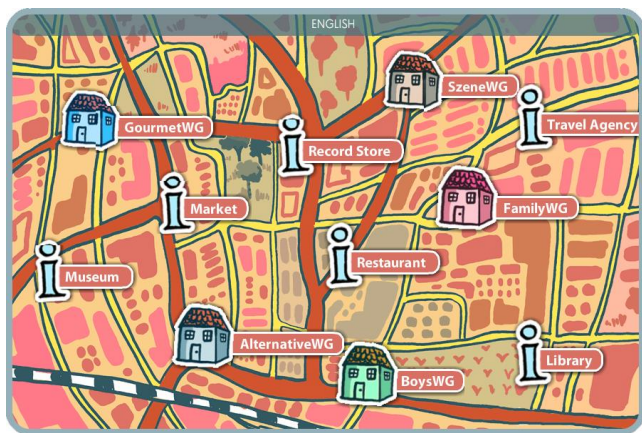 ENGLISH
SzeneWG
GourmetWG
Travel Agency
Record Store
Market
FamilyWG
Restaurant
Museum
AlternativeWG
Library
BoysWG